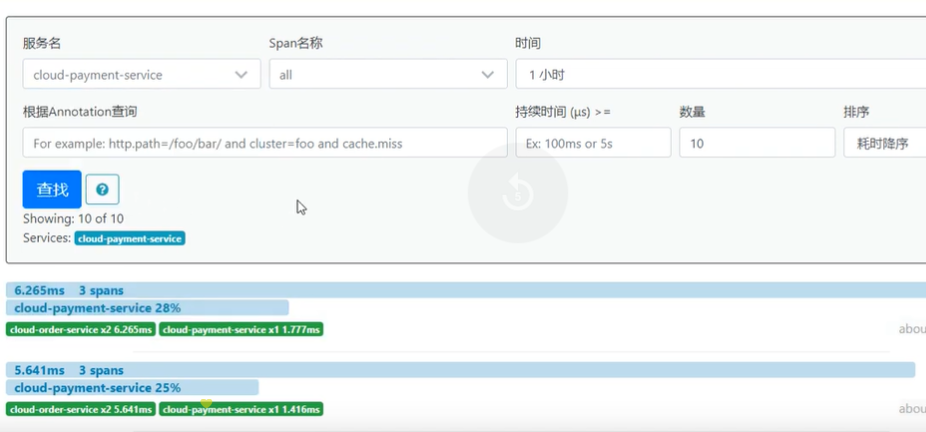 服务名 Span名称 时间
cloud-payment-service all 1 小时
根据Annotation查询 持续时间 (μs) >= 数量 排序
For example: http.path=/foo/bar/ and cluster=foo and cache.miss Ex: 100ms or 5s 10 耗时降序
查找 ?
Showing: 10 of 10
Services: cloud-payment-service
6.265ms 3 spans
cloud-payment-service 28%
cloud-order-service x2 6.265ms cloud-payment-service x1 1.777ms abou
5.641ms 3 spans
cloud-payment-service 25%
cloud-order-service x2 5.641ms cloud-payment-service x1 1.416ms abou